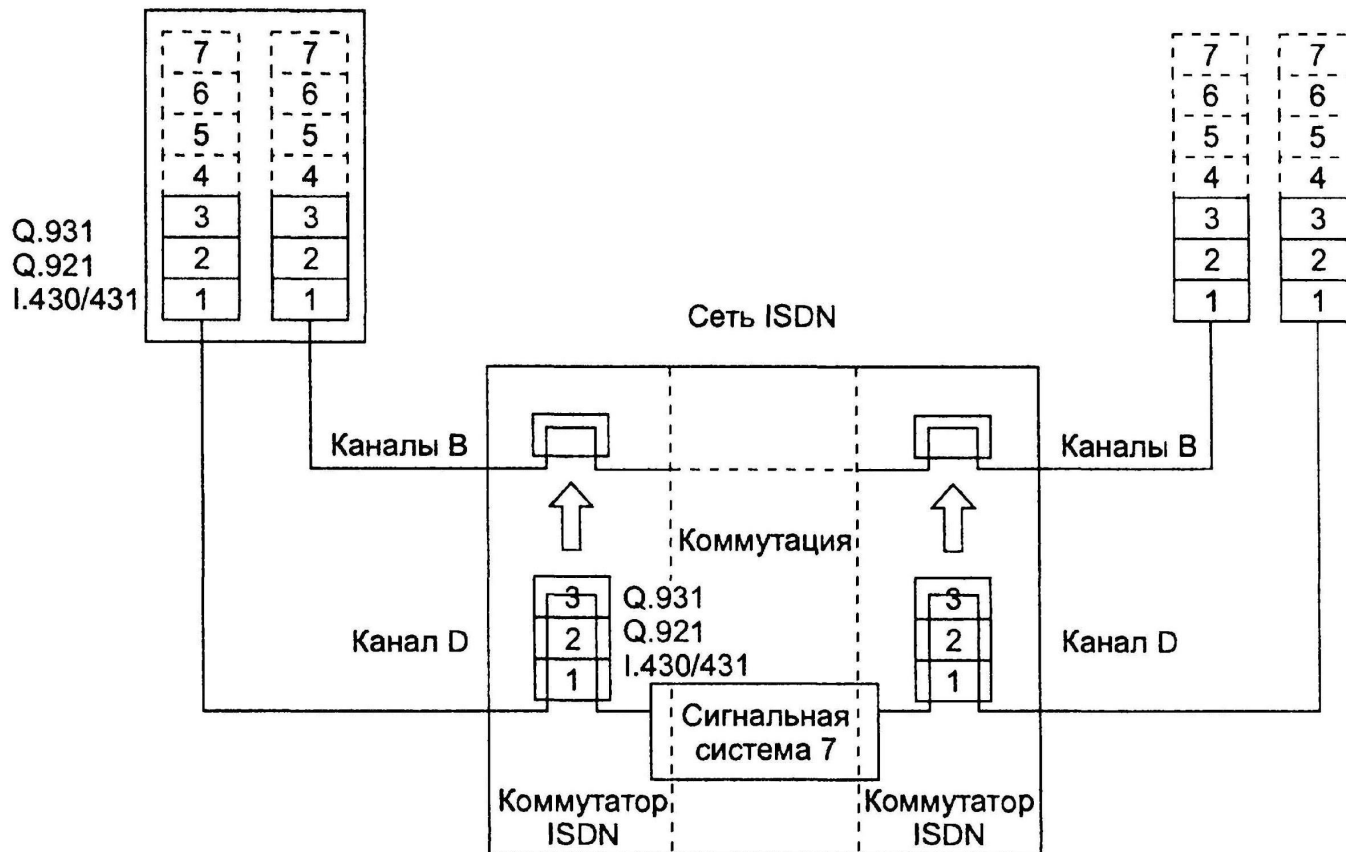 7 7 7 7
6 6 6 6
5 5 5 5
4 4 4 4
Q.931 3 3 3 3
Q.921 2 2 2 2
I.430/431 1 1 1 1
Сеть ISDN
Каналы B Каналы B
Коммутация
3 Q.931 3
Канал D 2 Q.921 2 Канал D
1 I.430/431 1
Сигнальная
система 7
Коммутатор Коммутатор
ISDN ISDN